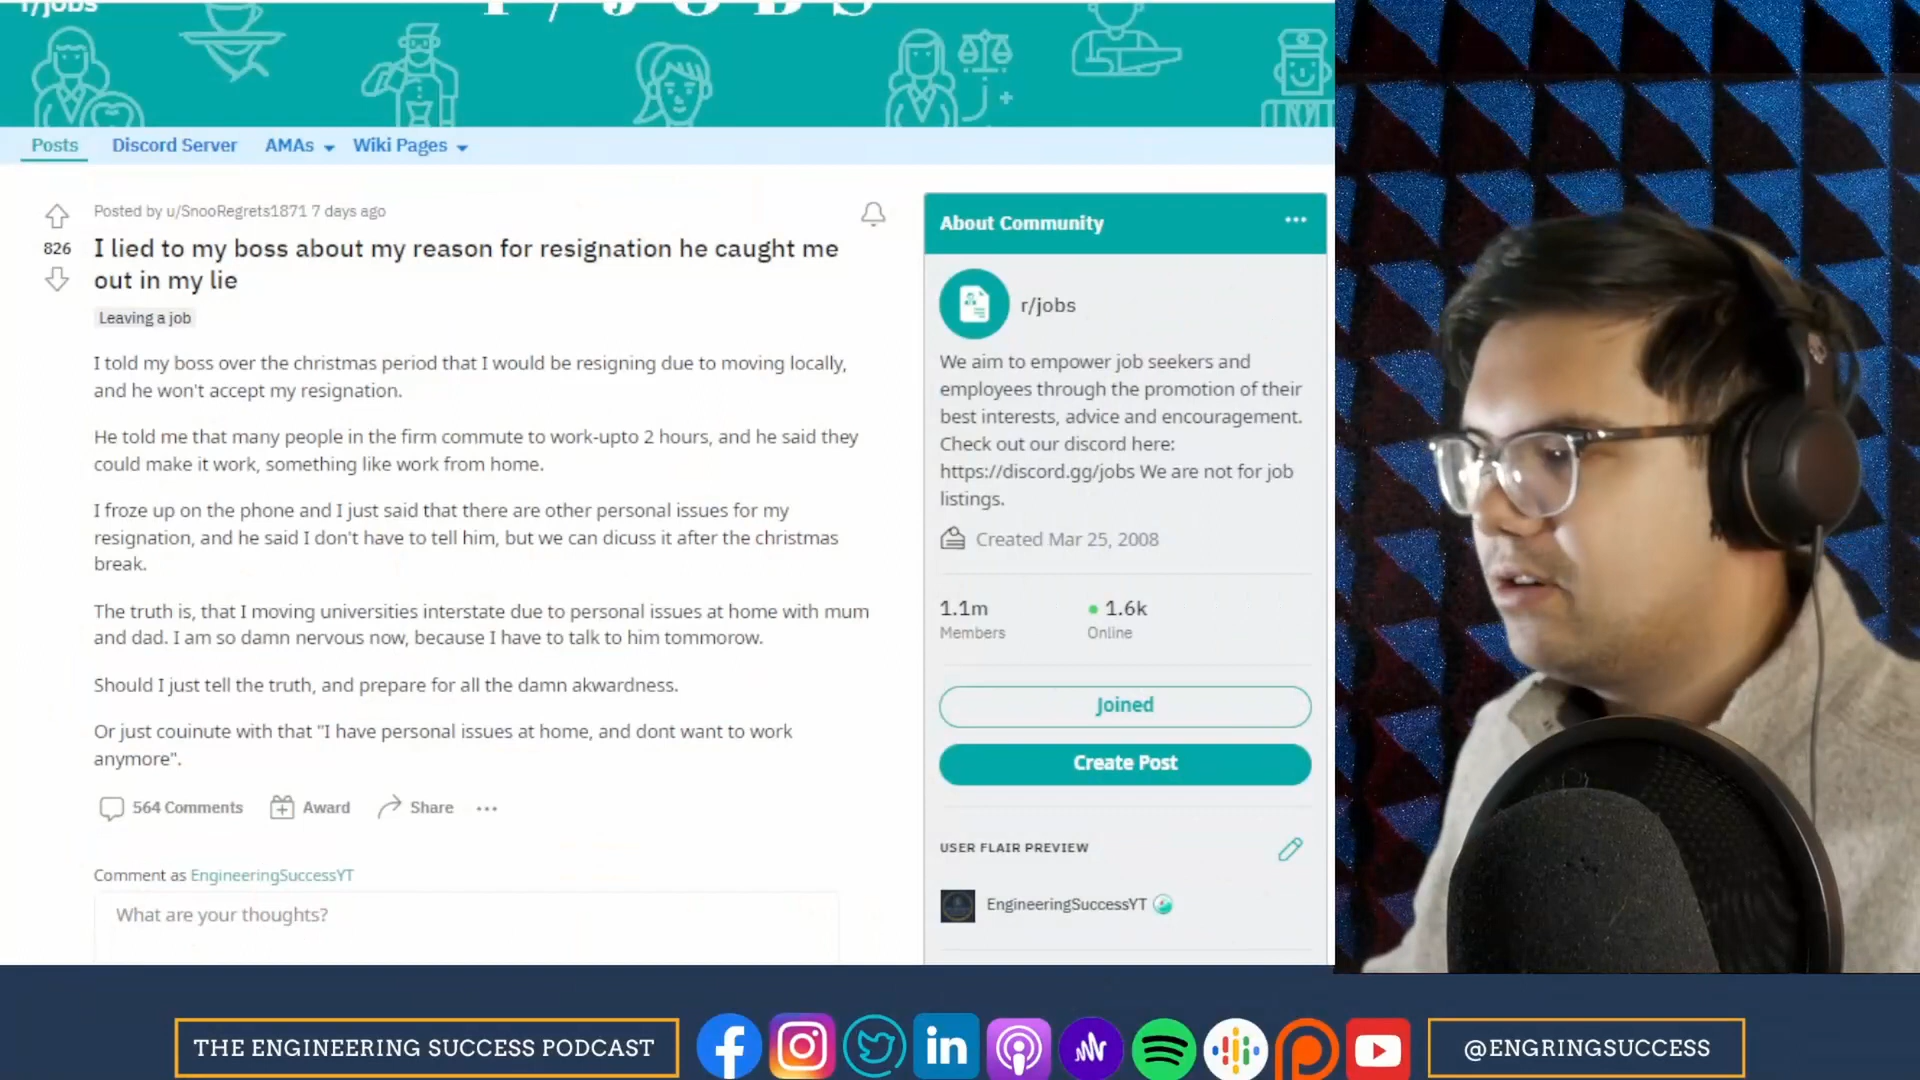 r/jobs
r/JOBS
Posts Discord Server AMAs Wiki Pages
Posted by u/SnooRegrets1871 7 days ago
826
I lied to my boss about my reason for resignation he caught me
out in my lie
Leaving a job
I told my boss over the christmas period that I would be resigning due to moving locally,
and he won't accept my resignation.
He told me that many people in the firm commute to work-upto 2 hours, and he said they
could make it work, something like work from home.
I froze up on the phone and I just said that there are other personal issues for my
resignation, and he said I don't have to tell him, but we can dicuss it after the christmas
break.
The truth is, that I moving universities interstate due to personal issues at home with mum
and dad. I am so damn nervous now, because I have to talk to him tommorow.
Should I just tell the truth, and prepare for all the damn akwardness.
Or just couinute with that "I have personal issues at home, and dont want to work
anymore".
564 Comments Award Share
Comment as EngineeringSuccessYT
What are your thoughts?
About Community
r/jobs
We aim to empower job seekers and
employees through the promotion of their
best interests, advice and encouragement.
Check out our discord here:
https://discord.gg/jobs We are not for job
listings.
Created Mar 25, 2008
1.1m 1.6k
Members Online
Joined
Create Post
USER FLAIR PREVIEW
EngineeringSuccessYT
THE ENGINEERING SUCCESS PODCAST
in
@ENGRINGSUCCESS